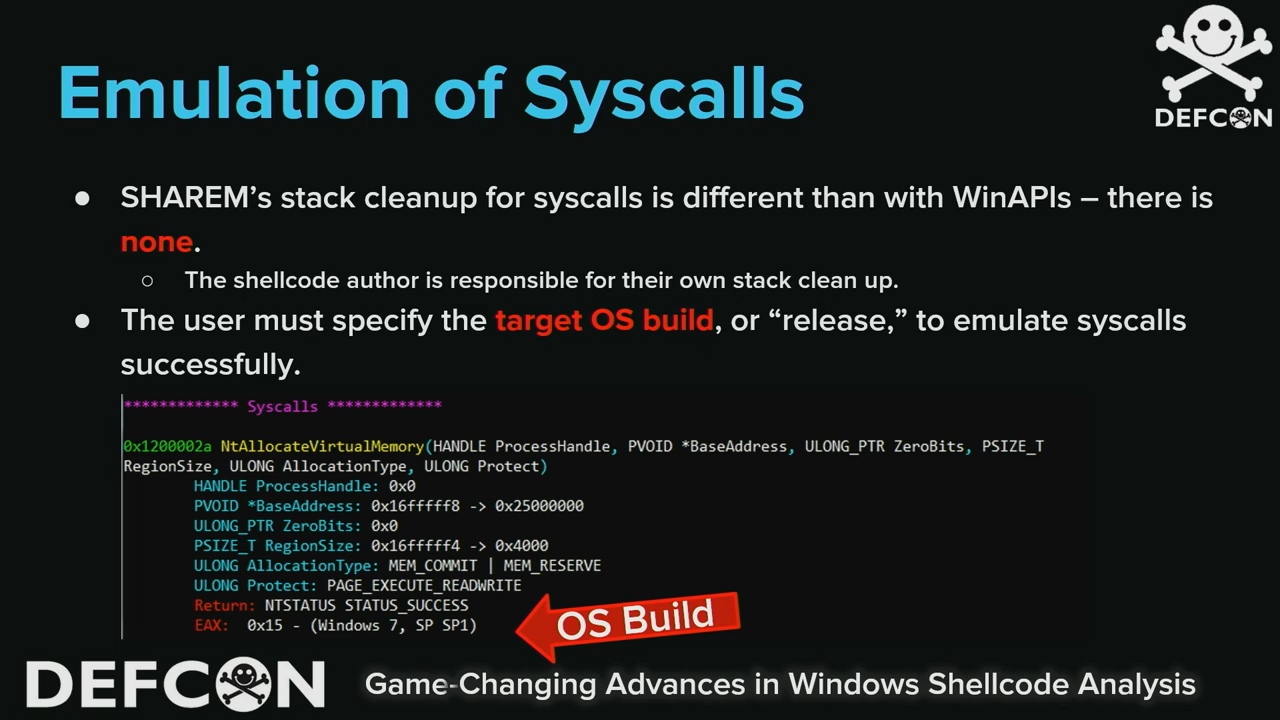 DEFCON
Emulation of Syscalls
● SHAREM’s stack cleanup for syscalls is different than with WinAPIs – there is
none.
○ The shellcode author is responsible for their own stack clean up.
● The user must specify the target OS build, or “release,” to emulate syscalls
successfully.
************* Syscalls *************
0x1200002a NtAllocateVirtualMemory(HANDLE ProcessHandle, PVOID *BaseAddress, ULONG_PTR ZeroBits, PSIZE_T
RegionSize, ULONG AllocationType, ULONG Protect)
HANDLE ProcessHandle: 0x0
PVOID *BaseAddress: 0x16fffff8 -> 0x25000000
ULONG_PTR ZeroBits: 0x0
PSIZE_T RegionSize: 0x16fffff4 -> 0x4000
ULONG AllocationType: MEM_COMMIT | MEM_RESERVE
ULONG Protect: PAGE_EXECUTE_READWRITE
Return: NTSTATUS STATUS_SUCCESS
EAX: 0x15 - (Windows 7, SP SP1)
OS Build
DEFCON
Game-Changing Advances in Windows Shellcode Analysis